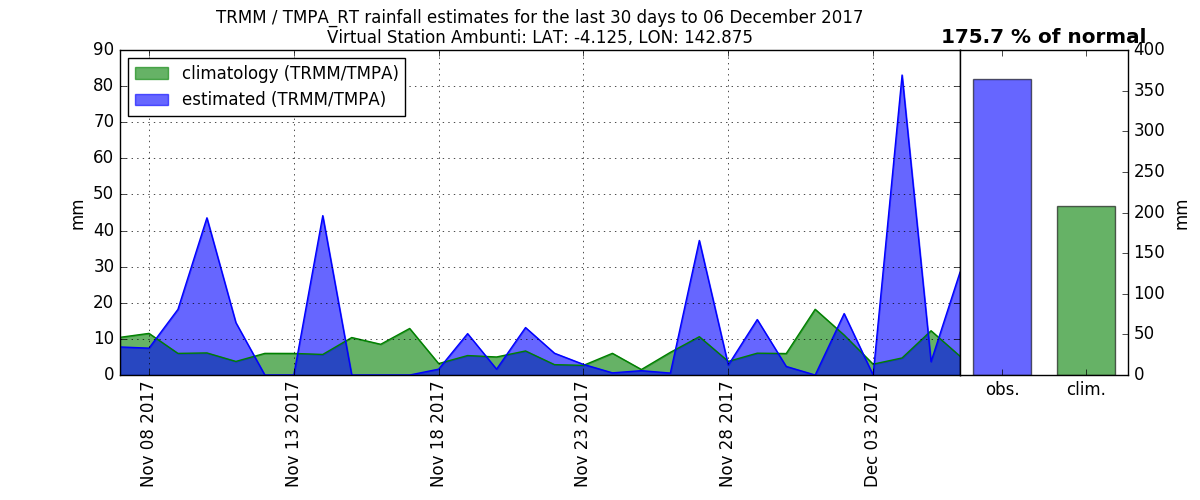 TRMM / TMPA_RT rainfall estimates for the last 30 days to 06 December 2017
Virtual Station Ambunti: LAT: -4.125, LON: 142.875
175.7 % of normal
climatology (TRMM/TMPA)
estimated (TRMM/TMPA)
90
80
70
60
50
40
30
20
10
0
mm
Nov 08 2017
Nov 13 2017
Nov 18 2017
Nov 23 2017
Nov 28 2017
Dec 03 2017
obs.
clim.
400
350
300
250
200
150
100
50
0
mm